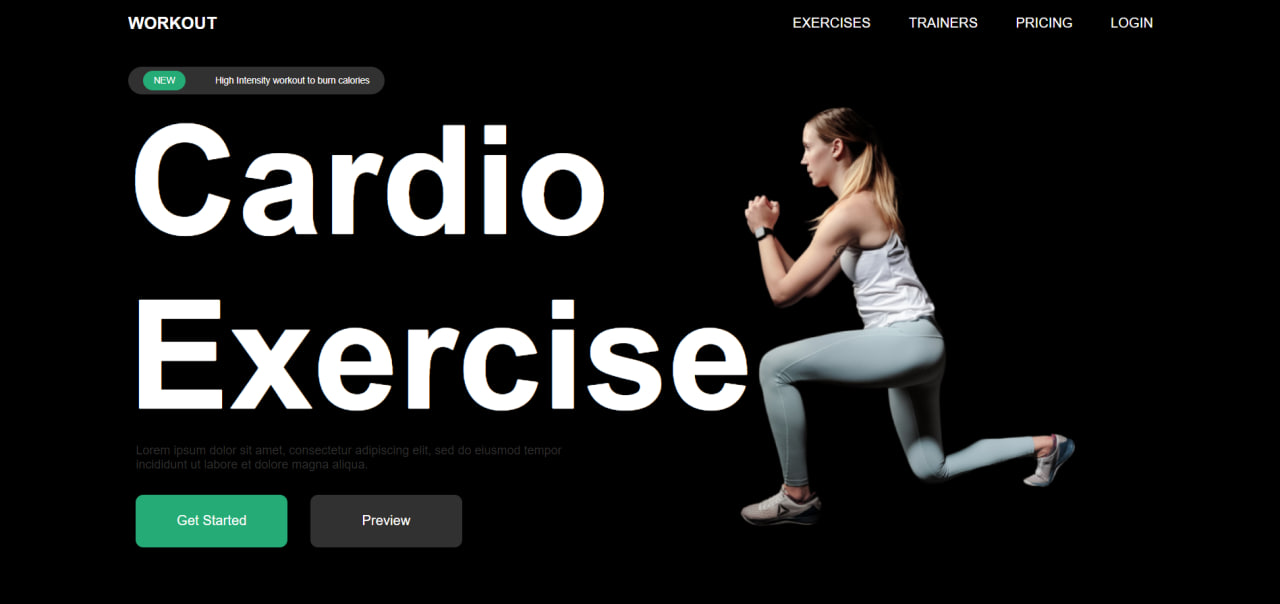 WORKOUT
EXERCISES TRAINERS PRICING LOGIN
NEW High Intensity workout to burn calories
Cardio
Exercise
Lorem ipsum dolor sit amet, consectetur adipiscing elit, sed do eiusmod tempor
incididunt ut labore et dolore magna aliqua.
Get Started Preview